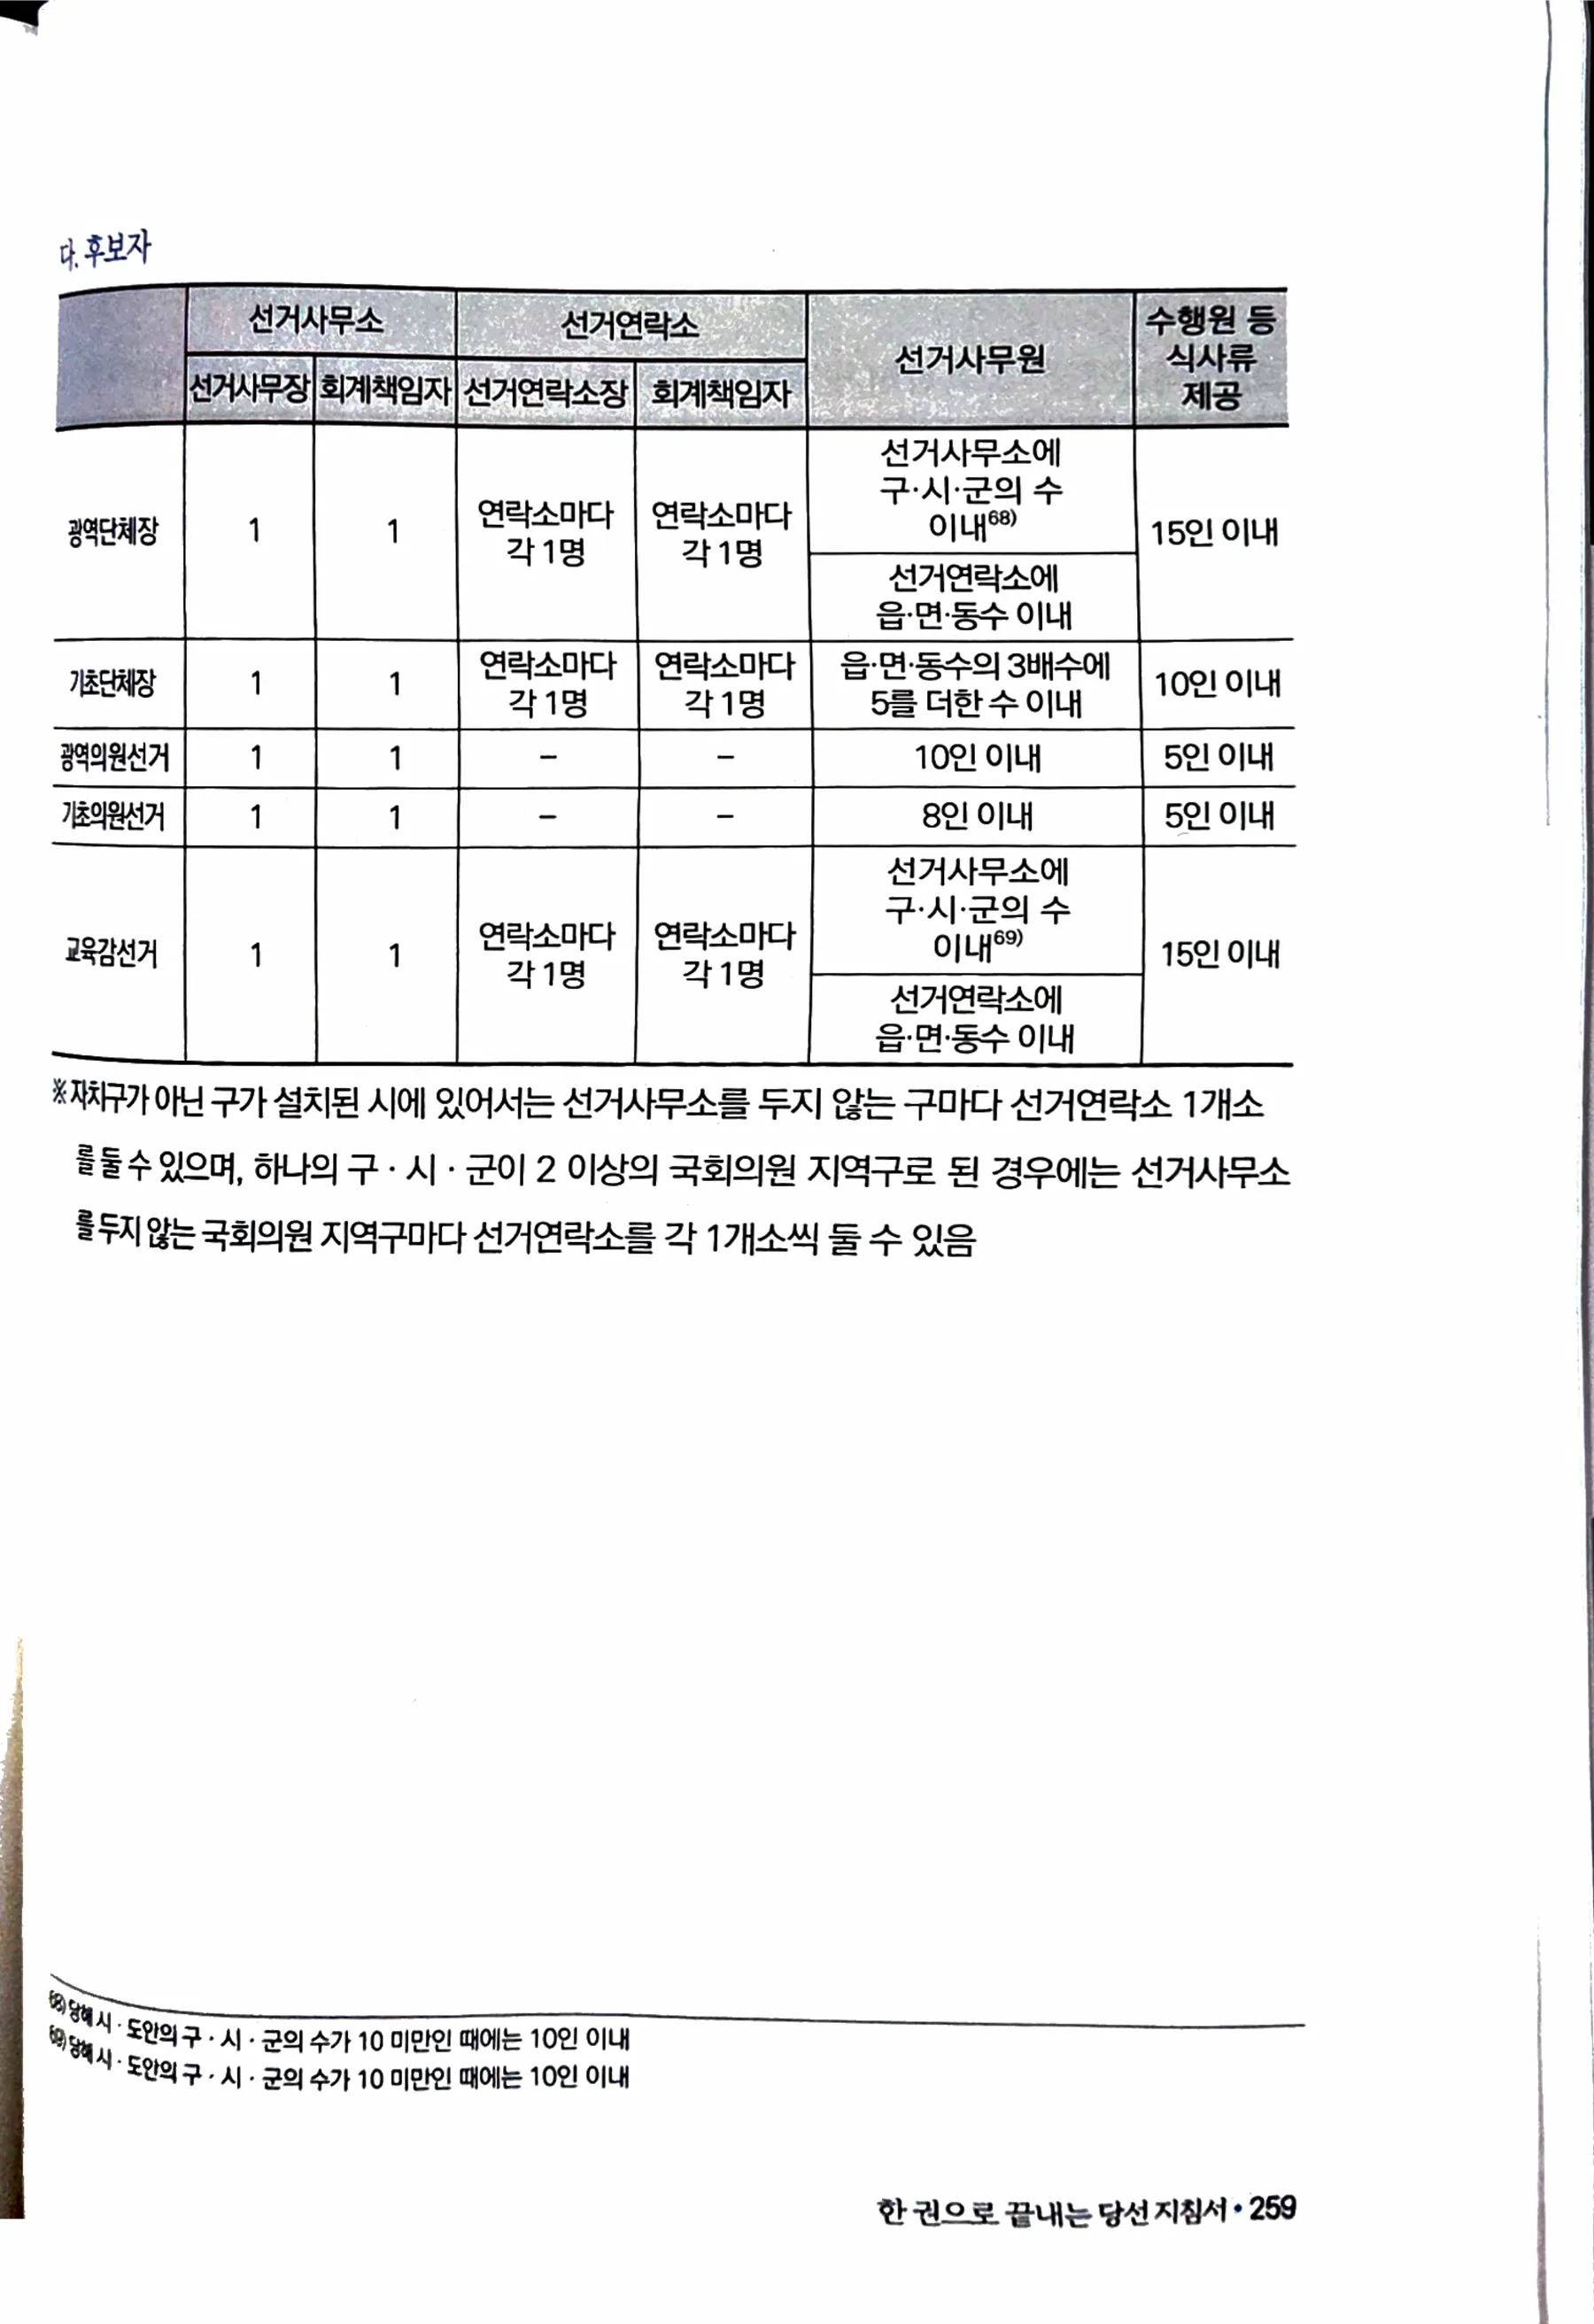 다. 후보자
선거사무소 선거연락소 선거사무원 수행원 등
식사류
제공
선거사무장 회계책임자 선거연락소장 회계책임자
광역단체장 1 1 연락소마다 각 1명 연락소마다 각 1명 선거사무소에
구·시·군의 수
이내68)
선거연락소에
읍·면·동수 이내
15인 이내
기초단체장 1 1 연락소마다 각 1명 연락소마다 각 1명 읍·면·동수의 3배수에
5를 더한 수 이내
10인 이내
광역의원선거 1 1 - - 10인 이내 5인 이내
기초의원선거 1 1 - - 8인 이내 5인 이내
교육감선거 1 1 연락소마다 각 1명 연락소마다 각 1명 선거사무소에
구·시·군의 수
이내69)
선거연락소에
읍·면·동수 이내
15인 이내
※ 자치구가 아닌 구가 설치된 시에 있어서는 선거사무소를 두지 않는 구마다 선거연락소 1개소
를 둘 수 있으며, 하나의 구 · 시 · 군이 2 이상의 국회의원 지역구로 된 경우에는 선거사무소
를 두지 않는 국회의원 지역구마다 선거연락소를 각 1개소씩 둘 수 있음
68) 당해 시 · 도안의 구 · 시 · 군의 수가 10 미만인 때에는 10인 이내
69) 당해 시 · 도안의 구 · 시 · 군의 수가 10 미만인 때에는 10인 이내
한 권으로 끝내는 당선 지침서 • 259